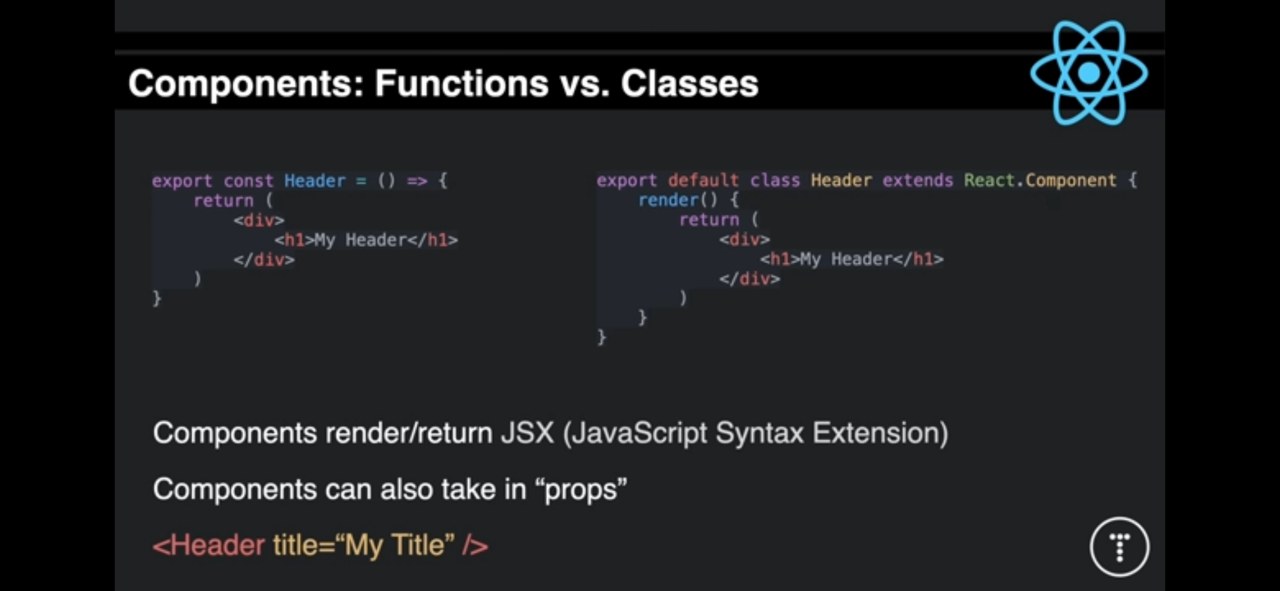 Components: Functions vs. Classes
export const Header = () => {
    return (
        <div>
            <h1>My Header</h1>
        </div>
    )
}
export default class Header extends React.Component {
    render() {
        return (
            <div>
                <h1>My Header</h1>
            </div>
        )
    }
}
Components render/return JSX (JavaScript Syntax Extension)
Components can also take in “props”
<Header title=“My Title” />
T